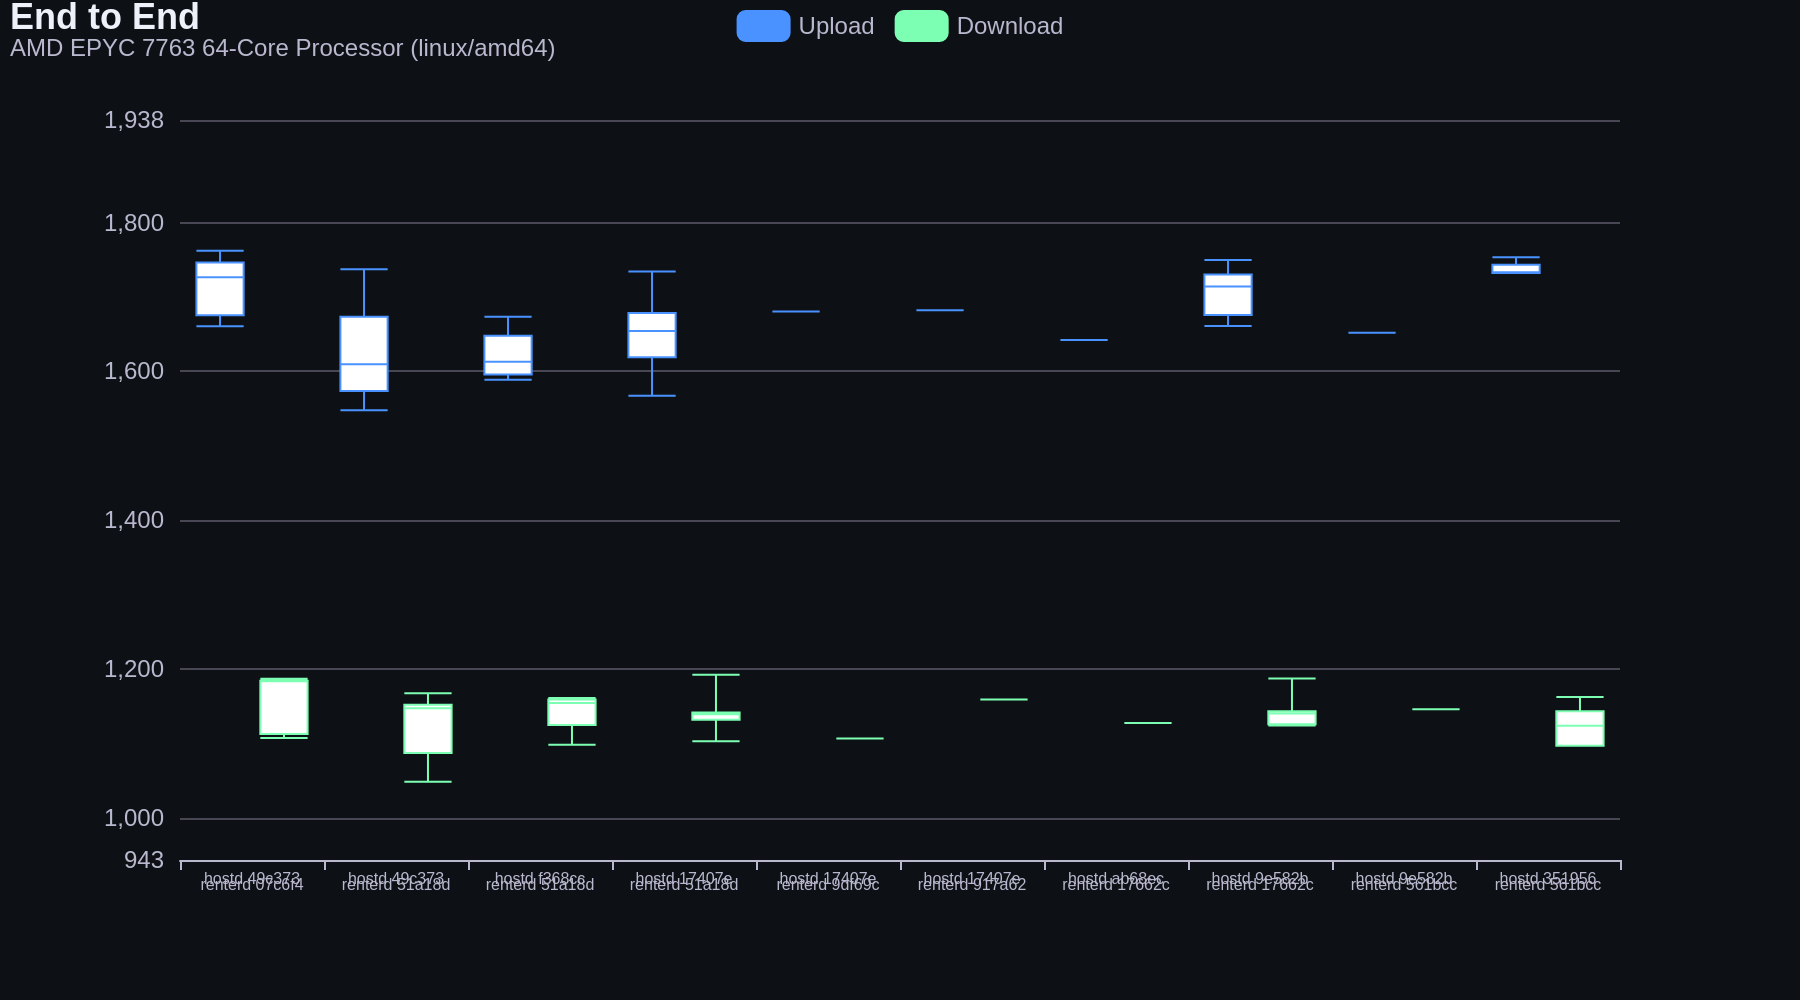 End to End
AMD EPYC 7763 64-Core Processor (linux/amd64)
Upload
Download
1,938
1,800
1,600
1,400
1,200
1,000
943
hostd 49c373
renterd 07c6f4
hostd 49c373
renterd 51a18d
hostd f368cc
renterd 51a18d
hostd 17407e
renterd 51a18d
hostd 17407e
renterd 9df69c
hostd 17407e
renterd 917a62
hostd ab68ec
renterd 17662c
hostd 9e582b
renterd 17662c
hostd 9e582b
renterd 561bcc
hostd 351956
renterd 561bcc